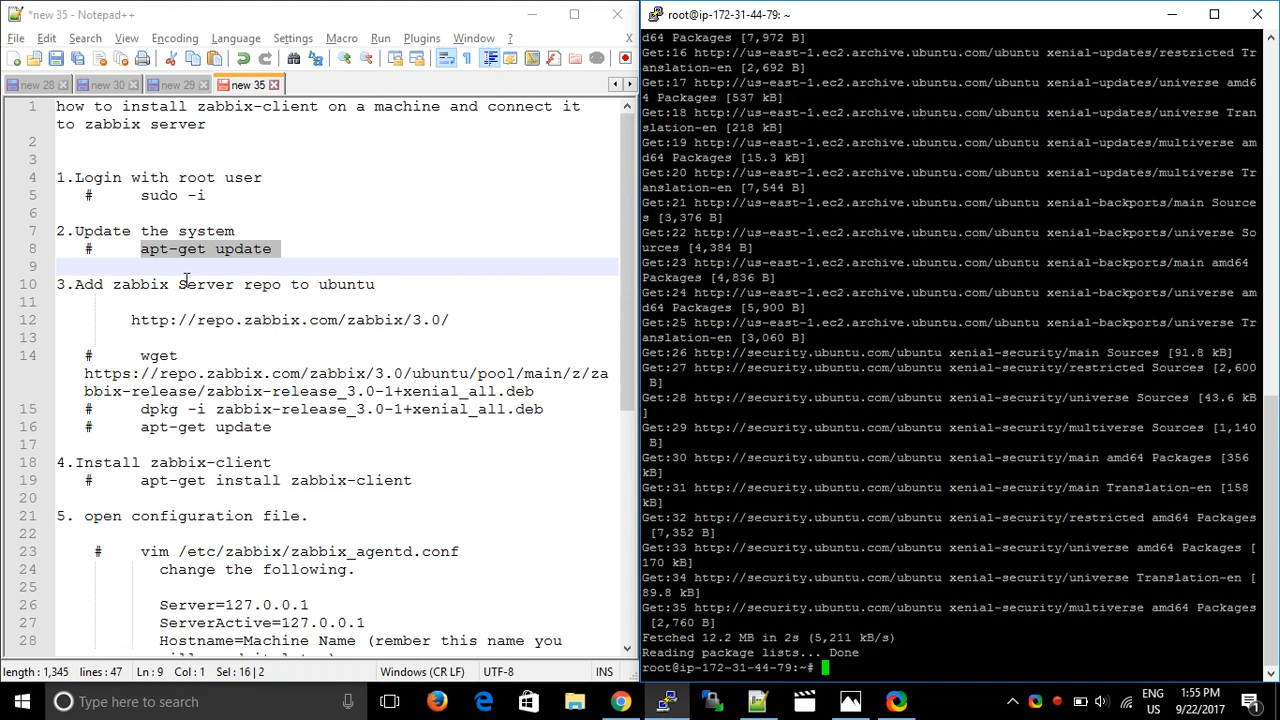 *new 35 - Notepad++
File Edit Search View Encoding Language Settings Macro Run Plugins Window ?
new 28 new 30 new 29 new 35
1 how to install zabbix-client on a machine and connect it
to zabbix server
2
3
4 1.Login with root user
5 # sudo -i
6
7 2.Update the system
8 # apt-get update
9
10 3.Add zabbix Server repo to ubuntu
11
12 http://repo.zabbix.com/zabbix/3.0/
13
14 # wget
https://repo.zabbix.com/zabbix/3.0/ubuntu/pool/main/z/za
bbix-release/zabbix-release_3.0-1+xenial_all.deb
15 # dpkg -i zabbix-release_3.0-1+xenial_all.deb
16 # apt-get update
17
18 4.Install zabbix-client
19 # apt-get install zabbix-client
20
21 5. open configuration file.
22
23 # vim /etc/zabbix/zabbix_agentd.conf
24 change the following.
25
26 Server=127.0.0.1
27 ServerActive=127.0.0.1
28 Hostname=Machine Name (rember this name you
length: 1,345 lines: 47 Ln: 9 Col: 1 Sel: 16 | 2 Windows (CR LF) UTF-8 INS
root@ip-172-31-44-79: ~
d64 Packages [7,972 B]
Get:16 http://us-east-1.ec2.archive.ubuntu.com/ubuntu xenial-updates/restricted Tr
anslation-en [2,692 B]
Get:17 http://us-east-1.ec2.archive.ubuntu.com/ubuntu xenial-updates/universe amd6
4 Packages [537 kB]
Get:18 http://us-east-1.ec2.archive.ubuntu.com/ubuntu xenial-updates/universe Tran
slation-en [218 kB]
Get:19 http://us-east-1.ec2.archive.ubuntu.com/ubuntu xenial-updates/multiverse am
d64 Packages [15.3 kB]
Get:20 http://us-east-1.ec2.archive.ubuntu.com/ubuntu xenial-updates/multiverse Tr
anslation-en [7,544 B]
Get:21 http://us-east-1.ec2.archive.ubuntu.com/ubuntu xenial-backports/main Source
s [3,376 B]
Get:22 http://us-east-1.ec2.archive.ubuntu.com/ubuntu xenial-backports/universe So
urces [4,384 B]
Get:23 http://us-east-1.ec2.archive.ubuntu.com/ubuntu xenial-backports/main amd64
Packages [4,836 B]
Get:24 http://us-east-1.ec2.archive.ubuntu.com/ubuntu xenial-backports/universe am
d64 Packages [5,900 B]
Get:25 http://us-east-1.ec2.archive.ubuntu.com/ubuntu xenial-backports/universe Tr
anslation-en [3,060 B]
Get:26 http://security.ubuntu.com/ubuntu xenial-security/main Sources [91.8 kB]
Get:27 http://security.ubuntu.com/ubuntu xenial-security/restricted Sources [2,600
B]
Get:28 http://security.ubuntu.com/ubuntu xenial-security/universe Sources [43.6 kB
]
Get:29 http://security.ubuntu.com/ubuntu xenial-security/multiverse Sources [1,140
B]
Get:30 http://security.ubuntu.com/ubuntu xenial-security/main amd64 Packages [356
kB]
Get:31 http://security.ubuntu.com/ubuntu xenial-security/main Translation-en [158
kB]
Get:32 http://security.ubuntu.com/ubuntu xenial-security/restricted amd64 Packages
[7,352 B]
Get:33 http://security.ubuntu.com/ubuntu xenial-security/universe amd64 Packages [
170 kB]
Get:34 http://security.ubuntu.com/ubuntu xenial-security/universe Translation-en [
89.8 kB]
Get:35 http://security.ubuntu.com/ubuntu xenial-security/multiverse amd64 Packages
[2,760 B]
Fetched 12.2 MB in 2s (5,211 kB/s)
Reading package lists... Done
root@ip-172-31-44-79:~#
Type here to search
ENG
US
1:55 PM
9/22/2017
1